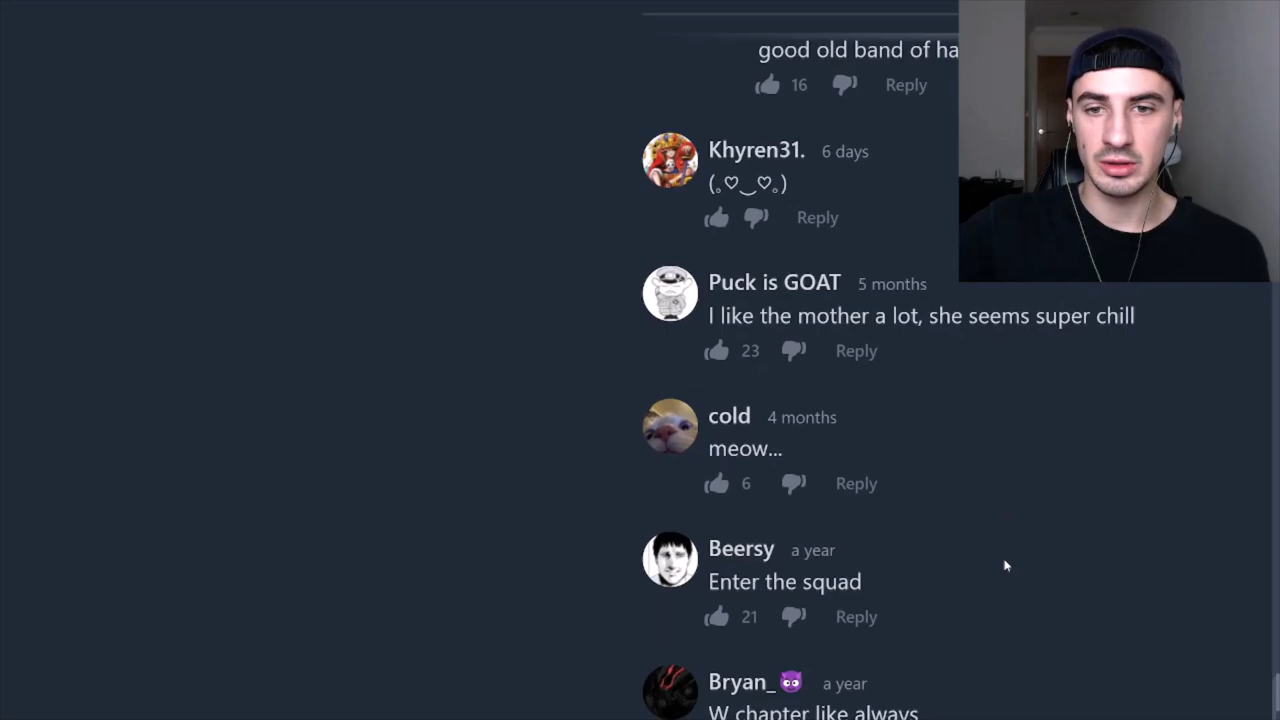 good old band of ha
16 Reply
Khyren31. 6 days
(｡♡‿♡｡)
Reply
Puck is GOAT 5 months
I like the mother a lot, she seems super chill
23 Reply
cold 4 months
meow...
6 Reply
Beersy a year
Enter the squad
21 Reply
Bryan_😈 a year
W chapter like always